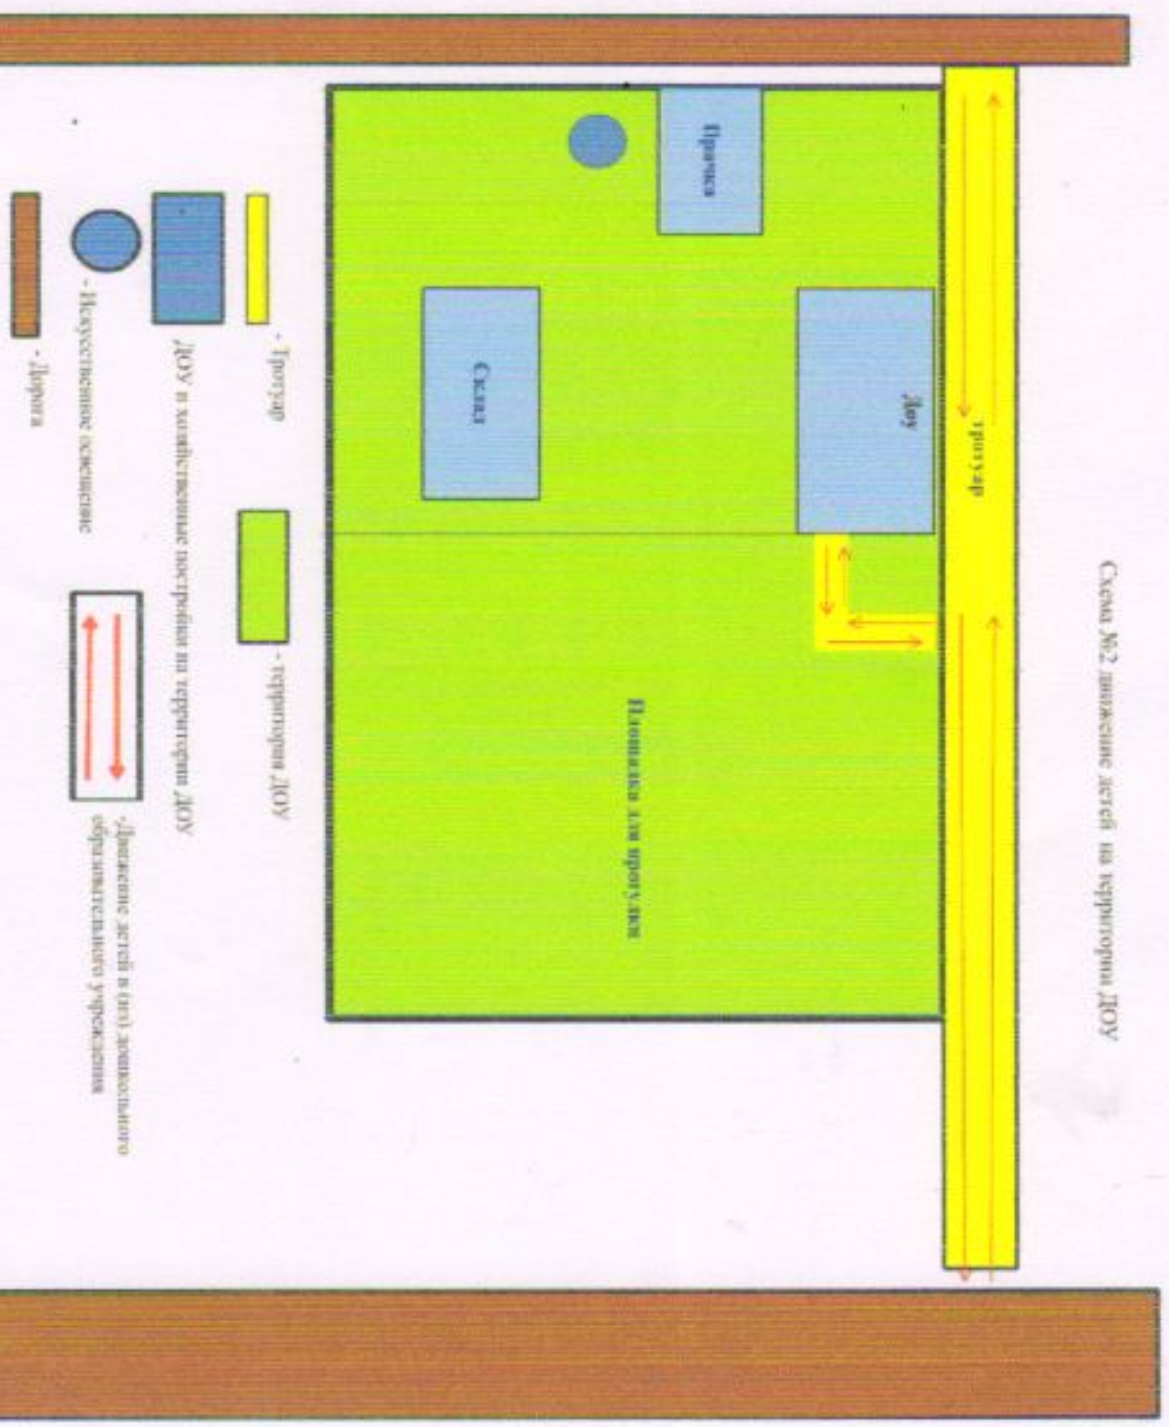 Схема №2 движение детей на территории ДОУ
тротуар
Доу
Прачка
Склад
Площадка для прогулки
- Тротуар
- территория ДОУ
ДОУ и хозяйственные постройки на территории ДОУ
- Искусственное освещение
-Движение детей в (из) дошкольного
образовательного учреждения
- Дорога